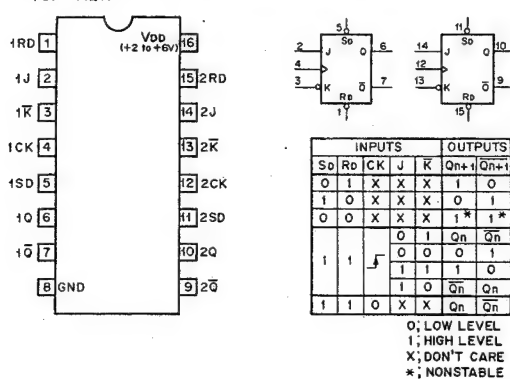 1RD 1
1J 2
1K̅ 3
1CK 4
1SD 5
1Q 6
1Q̅ 7
8 GND
VDD
(+2 to +6V)
16
15 2RD
14 2J
13 2K̅
12 2CK
11 2SD
10 2Q
9 2Q̅
5
SD
2 J Q 6
4
3 K Q̅ 7
RD
1
11
SD
14 J Q 10
12
13 K Q̅ 9
RD
15
INPUTS OUTPUTS
SD RD CK J K̅ Qn+1 Q̅n+1
0 1 X X X 1 0
1 0 X X X 0 1
0 0 X X X 1* 1*
0 1 Qn Q̅n
1 1 0 0 0 1
1 1 1 0
1 0 Q̅n Qn
1 1 0 X X Qn Q̅n
0; LOW LEVEL
1; HIGH LEVEL
X; DON'T CARE
*; NONSTABLE